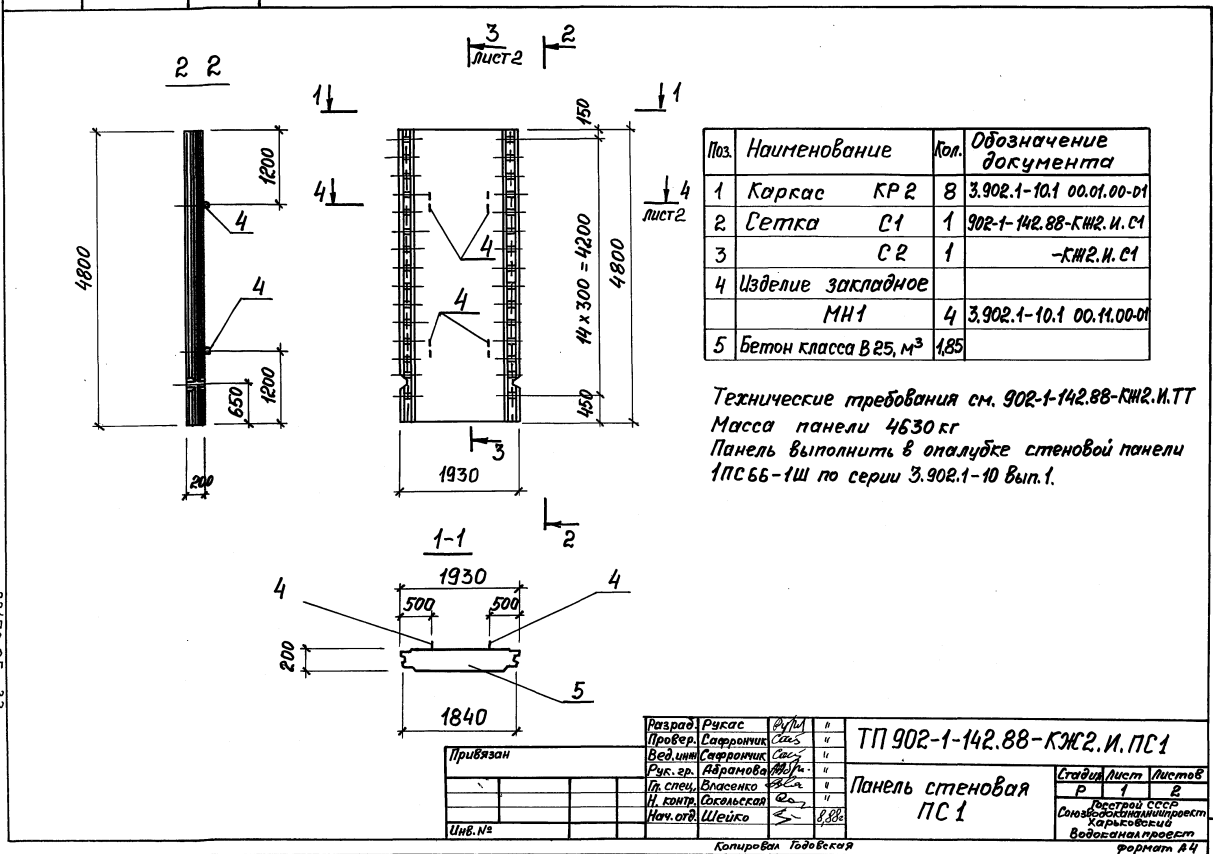 3
лист 2
2
2 2
1
1
150
4800
1200
4
4
4
лист 2
4
14 x 300 = 4200
4800
4
4
650
1200
450
200
3
1930
2
1-1
1930
4
4
500
500
200
5
1840
Поз. Наименование Кол. Обозначение документа
1 Каркас КР 2 8 3.902.1-10.1 00.01.00-01
2 Сетка С1 1 902-1-142.88-КЖ2.И.С1
3 С2 1 -КЖ2.И.С1
4 Изделие закладное
МН1 4 3.902.1-10.1 00.11.00-01
5 Бетон класса В25, м³ 1,85
Технические требования см. 902-1-142.88-КЖ2.И.ТТ
Масса панели 4630 кг
Панель выполнить в опалубке стеновой панели
1ПС66-1Ш по серии 3.902.1-10 Вып.1.
Привязан
Инв. №
Разраб. Рукас "
Провер. Сафрончик "
Вед.инж Сафрончик "
Рук. гр. Абрамова "
Гл. спец. Власенко "
Н. контр. Сокольская "
Нач. отд. Шейко 8,88г
ТП 902-1-142.88-КЖ2.И.ПС1
Панель стеновая
ПС 1
Стадия Лист Листов
Р 1 2
Госстрой СССР
Союзводоканалниипроект
Харьковский
Водоканалпроект
Копировал Годовская
формат А4